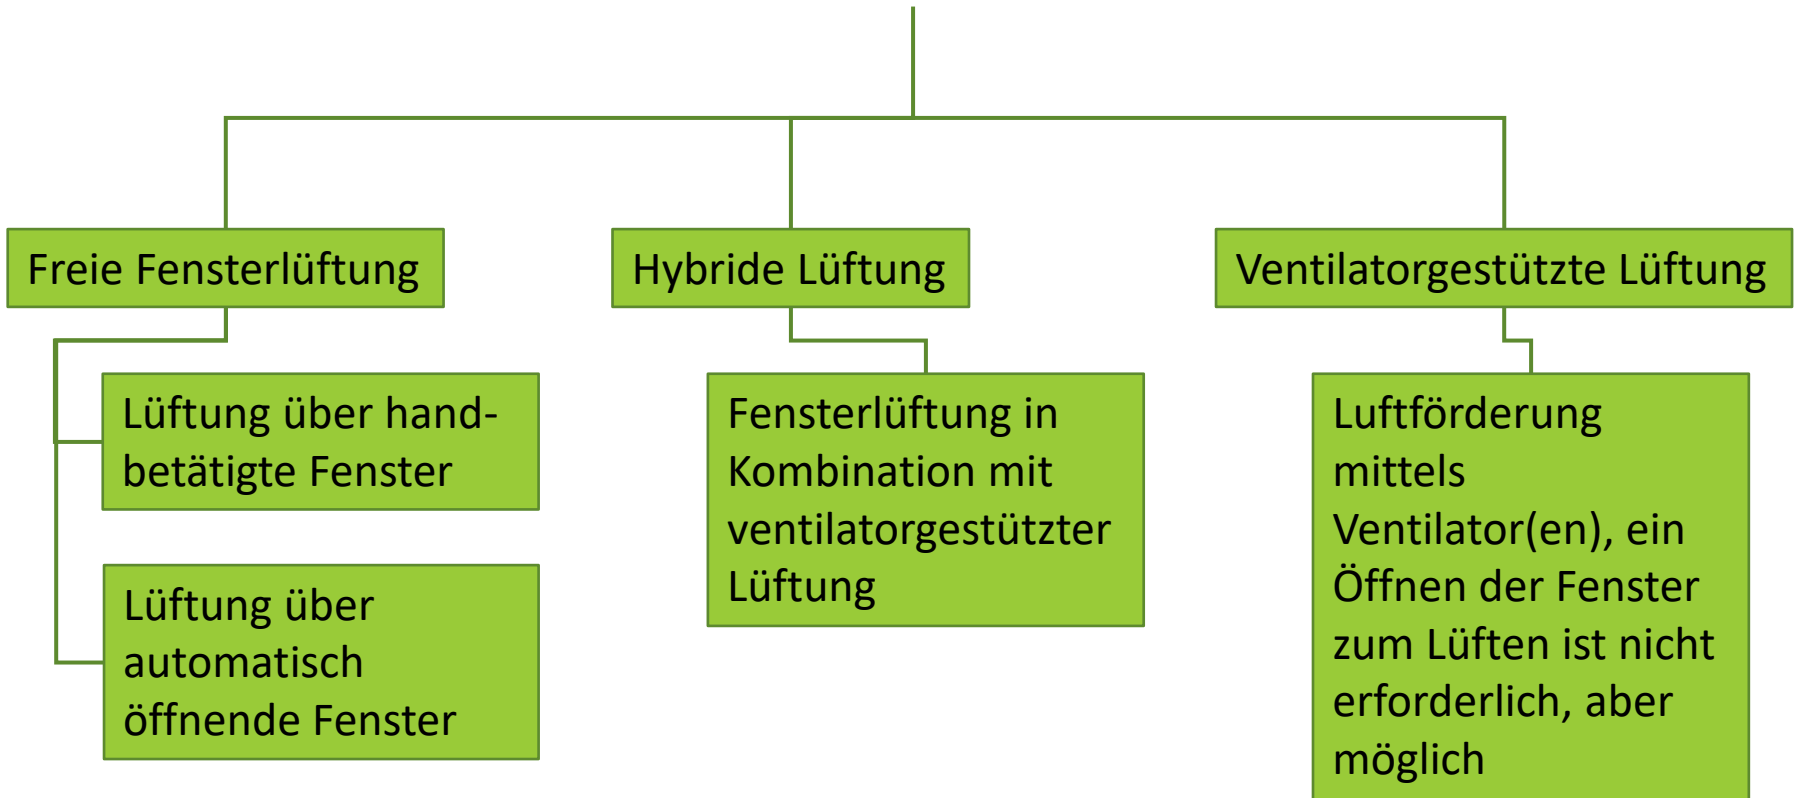 Freie Fensterlüftung
Hybride Lüftung
Ventilatorgestützte Lüftung
Lüftung über hand-
betätigte Fenster
Lüftung über
automatisch
öffnende Fenster
Fensterlüftung in
Kombination mit
ventilatorgestützter
Lüftung
Luftförderung
mittels
Ventilator(en), ein
Öffnen der Fenster
zum Lüften ist nicht
erforderlich, aber
möglich